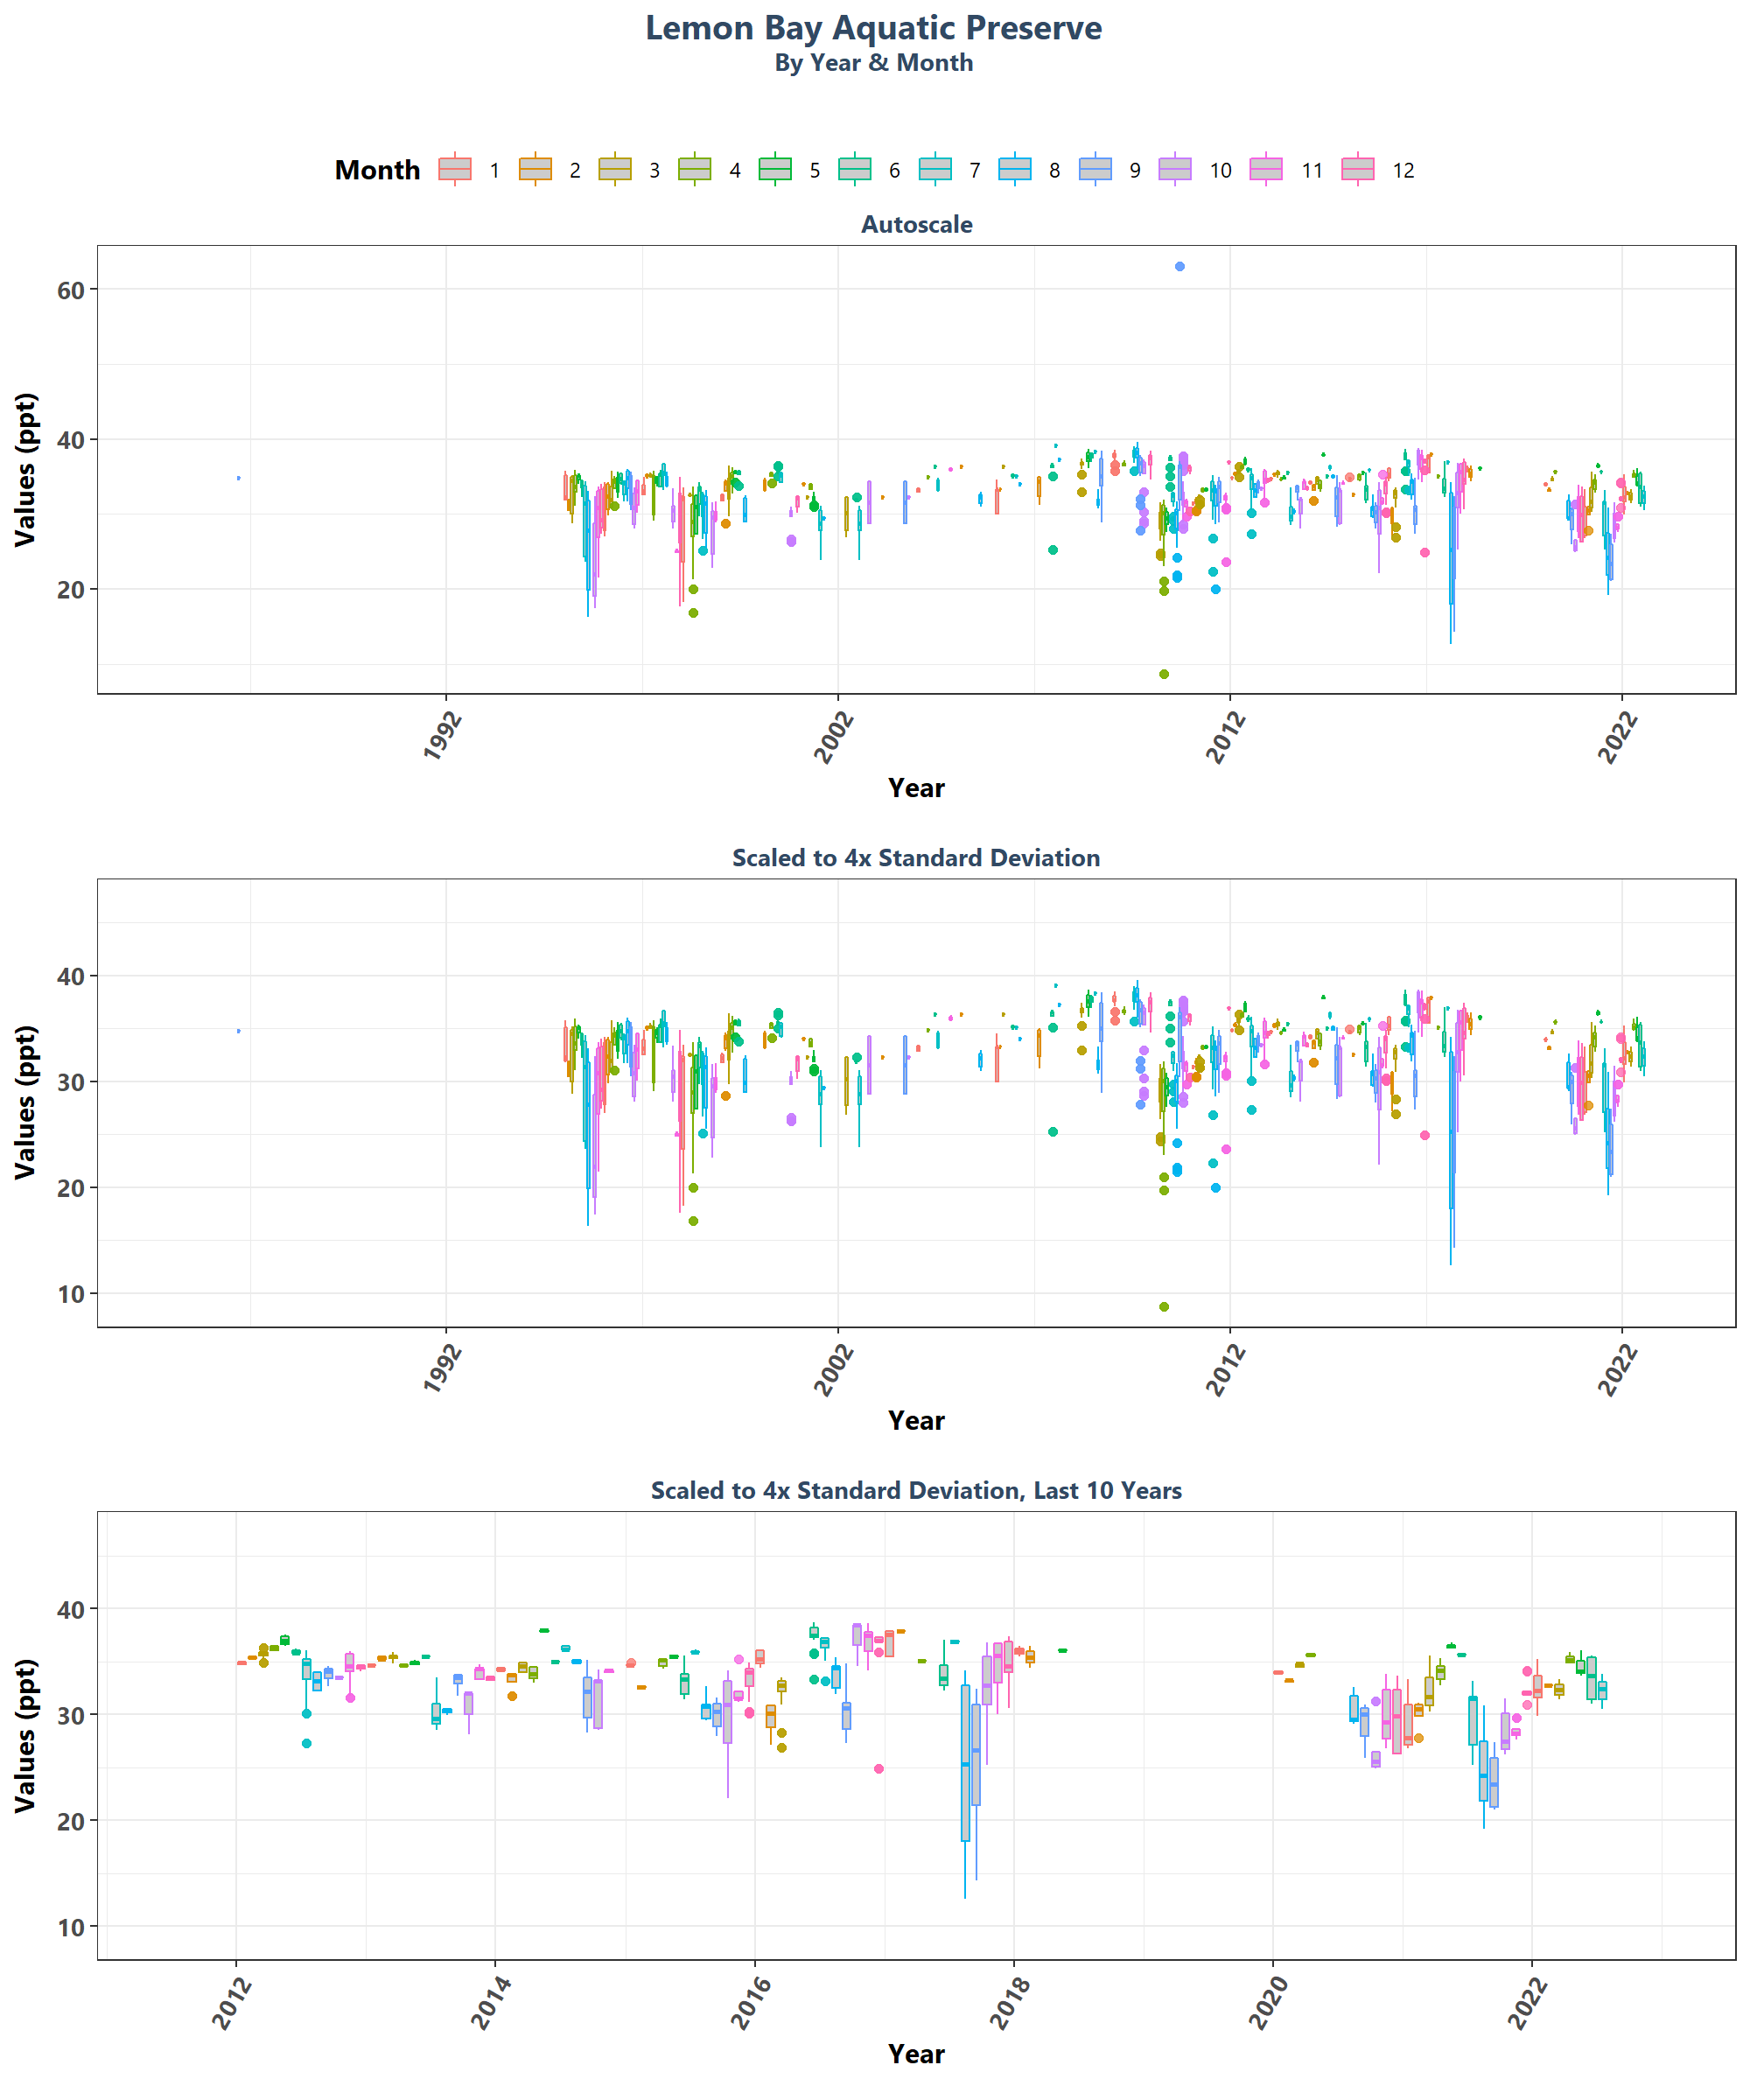 Lemon Bay Aquatic Preserve
By Year & Month
Month 1 2 3 4 5 6 7 8 9 10 11 12
Autoscale
Values (ppt)
60
40
20
1992 2002 2012 2022
Year
Scaled to 4x Standard Deviation
Values (ppt)
40
30
20
10
1992 2002 2012 2022
Year
Scaled to 4x Standard Deviation, Last 10 Years
Values (ppt)
40
30
20
10
2012 2014 2016 2018 2020 2022
Year